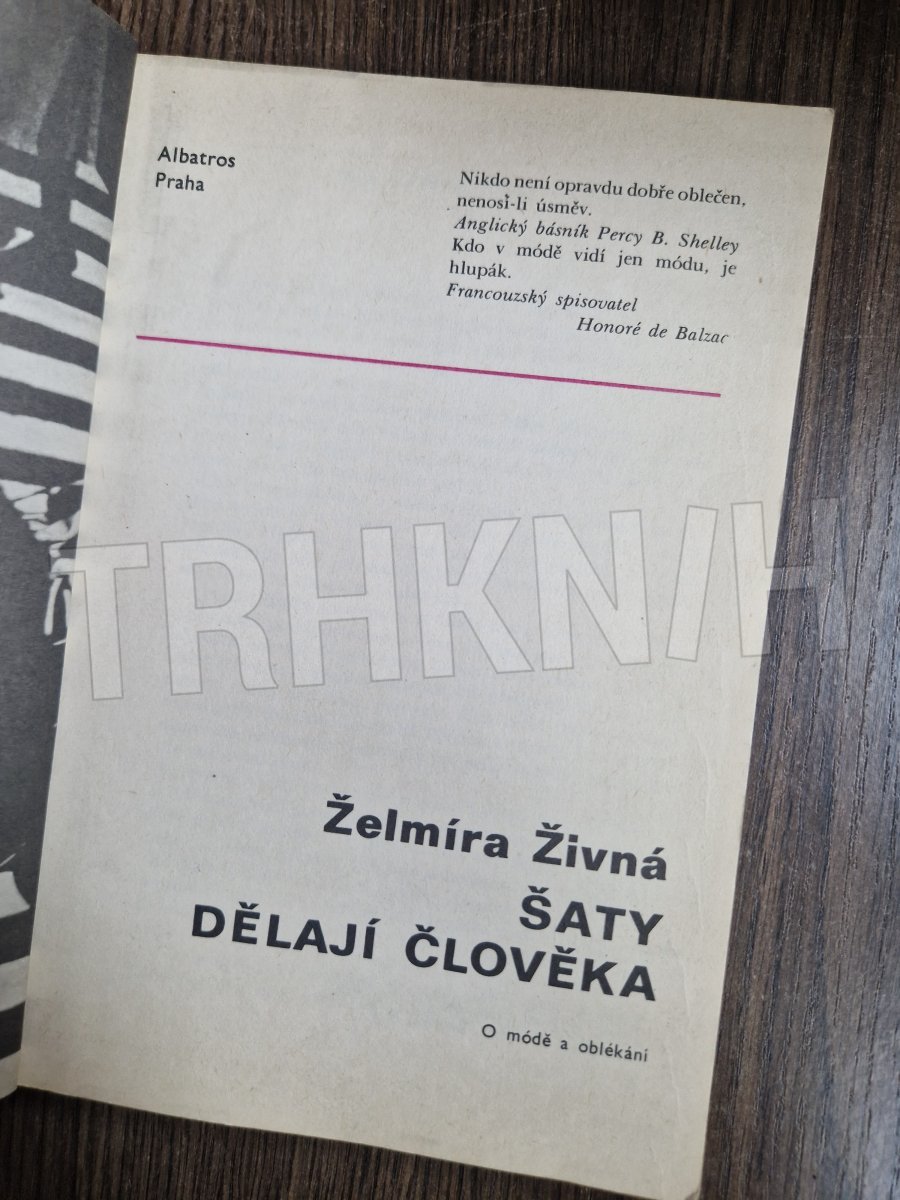 Albatros
Praha
Nikdo není opravdu dobře oblečen,
nenosí-li úsměv.
Anglický básník Percy B. Shelley
Kdo v módě vidí jen módu, je
hlupák.
Francouzský spisovatel
Honoré de Balzac
TRHKNIH
Želmíra Živná
ŠATY
DĚLAJÍ ČLOVĚKA
O módě a oblékání